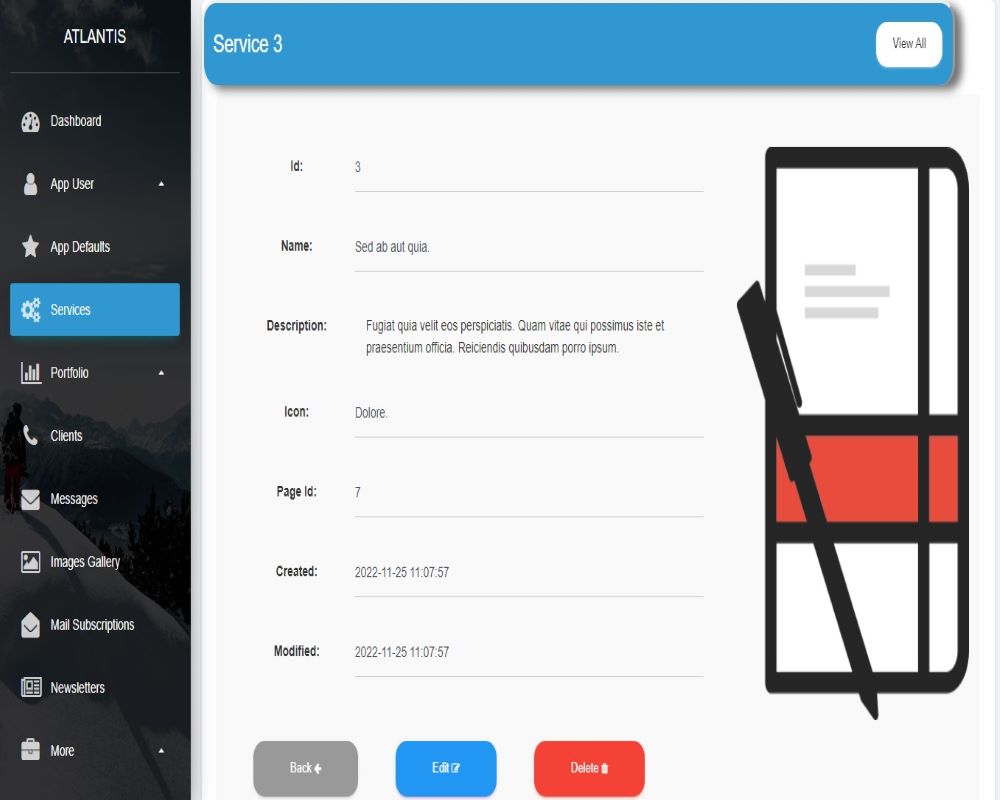 ATLANTIS
Dashboard
App User
App Defaults
Services
Portfolio
Clients
Messages
Images Gallery
Mail Subscriptions
Newsletters
More
Service 3
View All
Id: 3
Name: Sed ab aut quia.
Description: Fugiat quia velit eos perspiciatis. Quam vitae qui possimus iste et
praesentium officia. Reiciendis quibusdam porro ipsum.
Icon: Dolore.
Page Id: 7
Created: 2022-11-25 11:07:57
Modified: 2022-11-25 11:07:57
Back
Edit
Delete